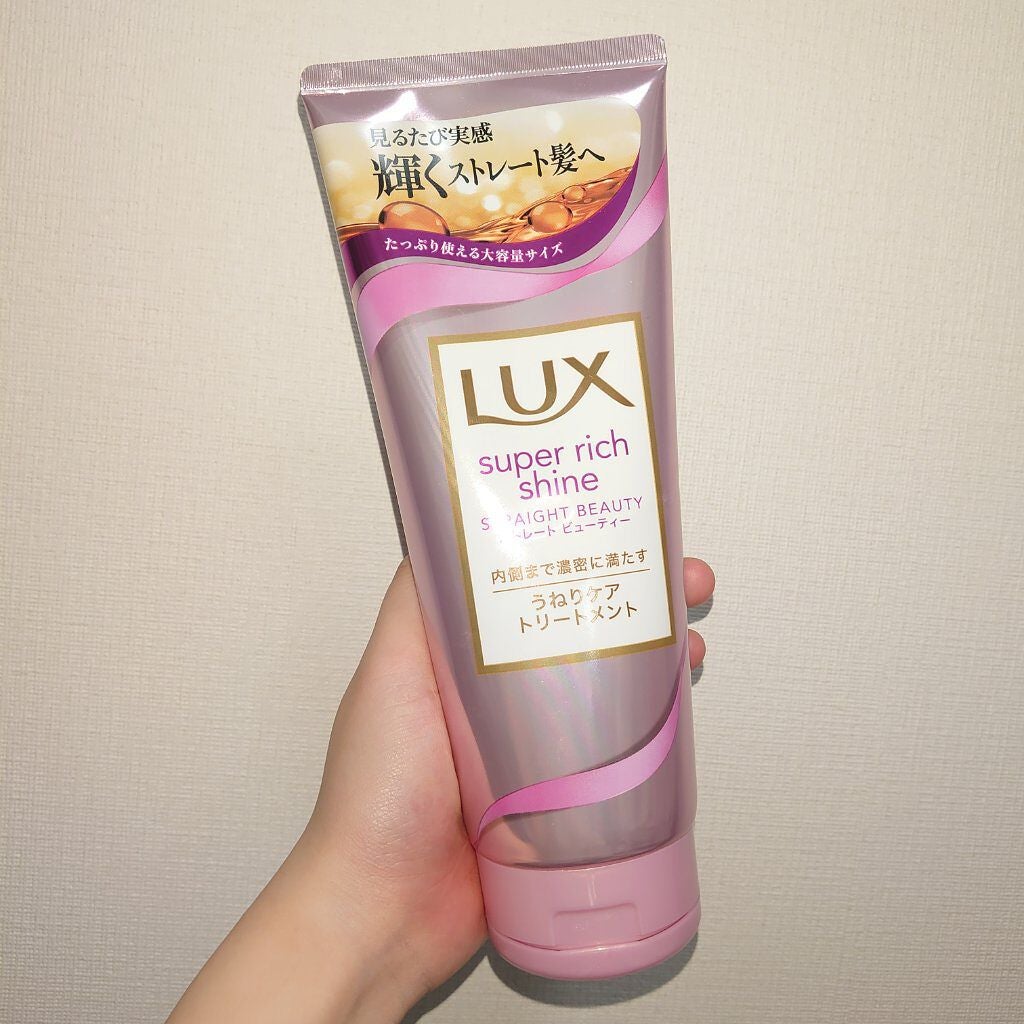 見るたび実感
輝くストレート髪へ
たっぷり使える大容量サイズ
LUX
super rich
shine
STRAIGHT BEAUTY
ストレート ビューティー
内側まで濃密に満たす
うねりケア
トリートメント